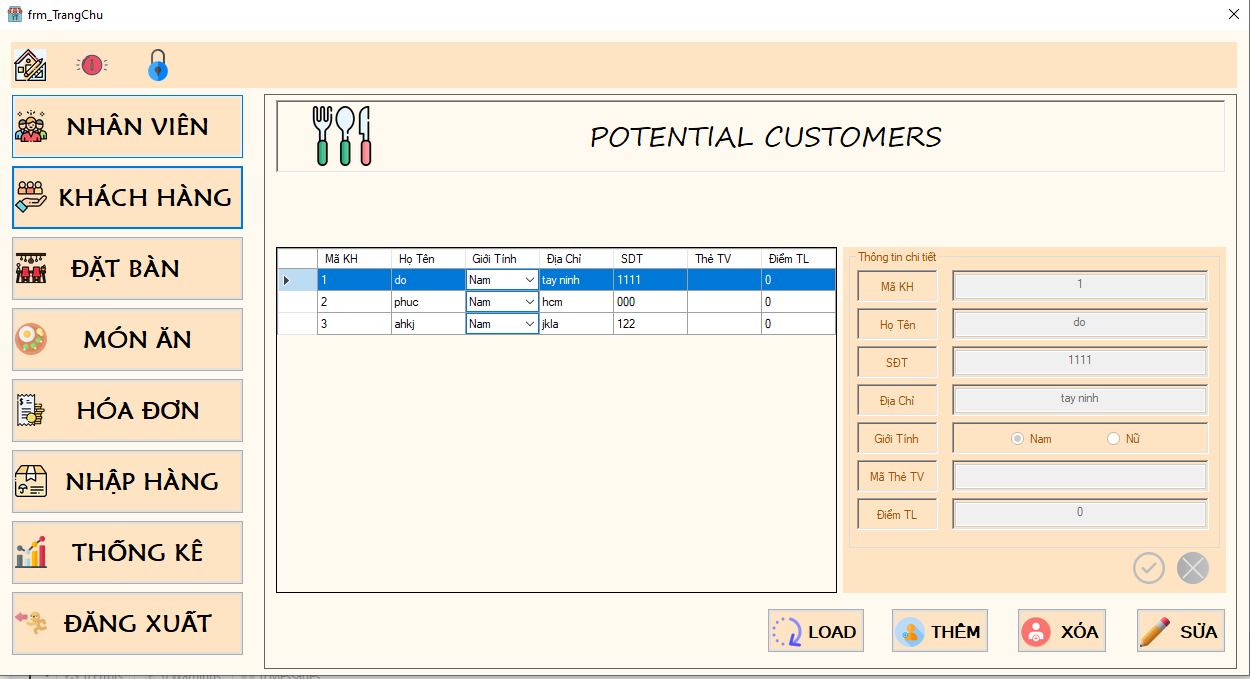 frm_TrangChu
NHÂN VIÊN
KHÁCH HÀNG
ĐẶT BÀN
MÓN ĂN
HÓA ĐƠN
NHẬP HÀNG
THỐNG KÊ
ĐĂNG XUẤT
POTENTIAL CUSTOMERS
Mã KH Họ Tên Giới Tính Địa Chỉ SDT Thẻ TV Điểm TL
1 do Nam tay ninh 1111 0
2 phuc Nam hcm 000 0
3 ahkj Nam jkla 122 0
Thông tin chi tiết
Mã KH 1
Họ Tên do
SĐT 1111
Địa Chỉ tay ninh
Giới Tính Nam Nữ
Mã Thẻ TV
Điểm TL 0
LOAD THÊM XÓA SỬA